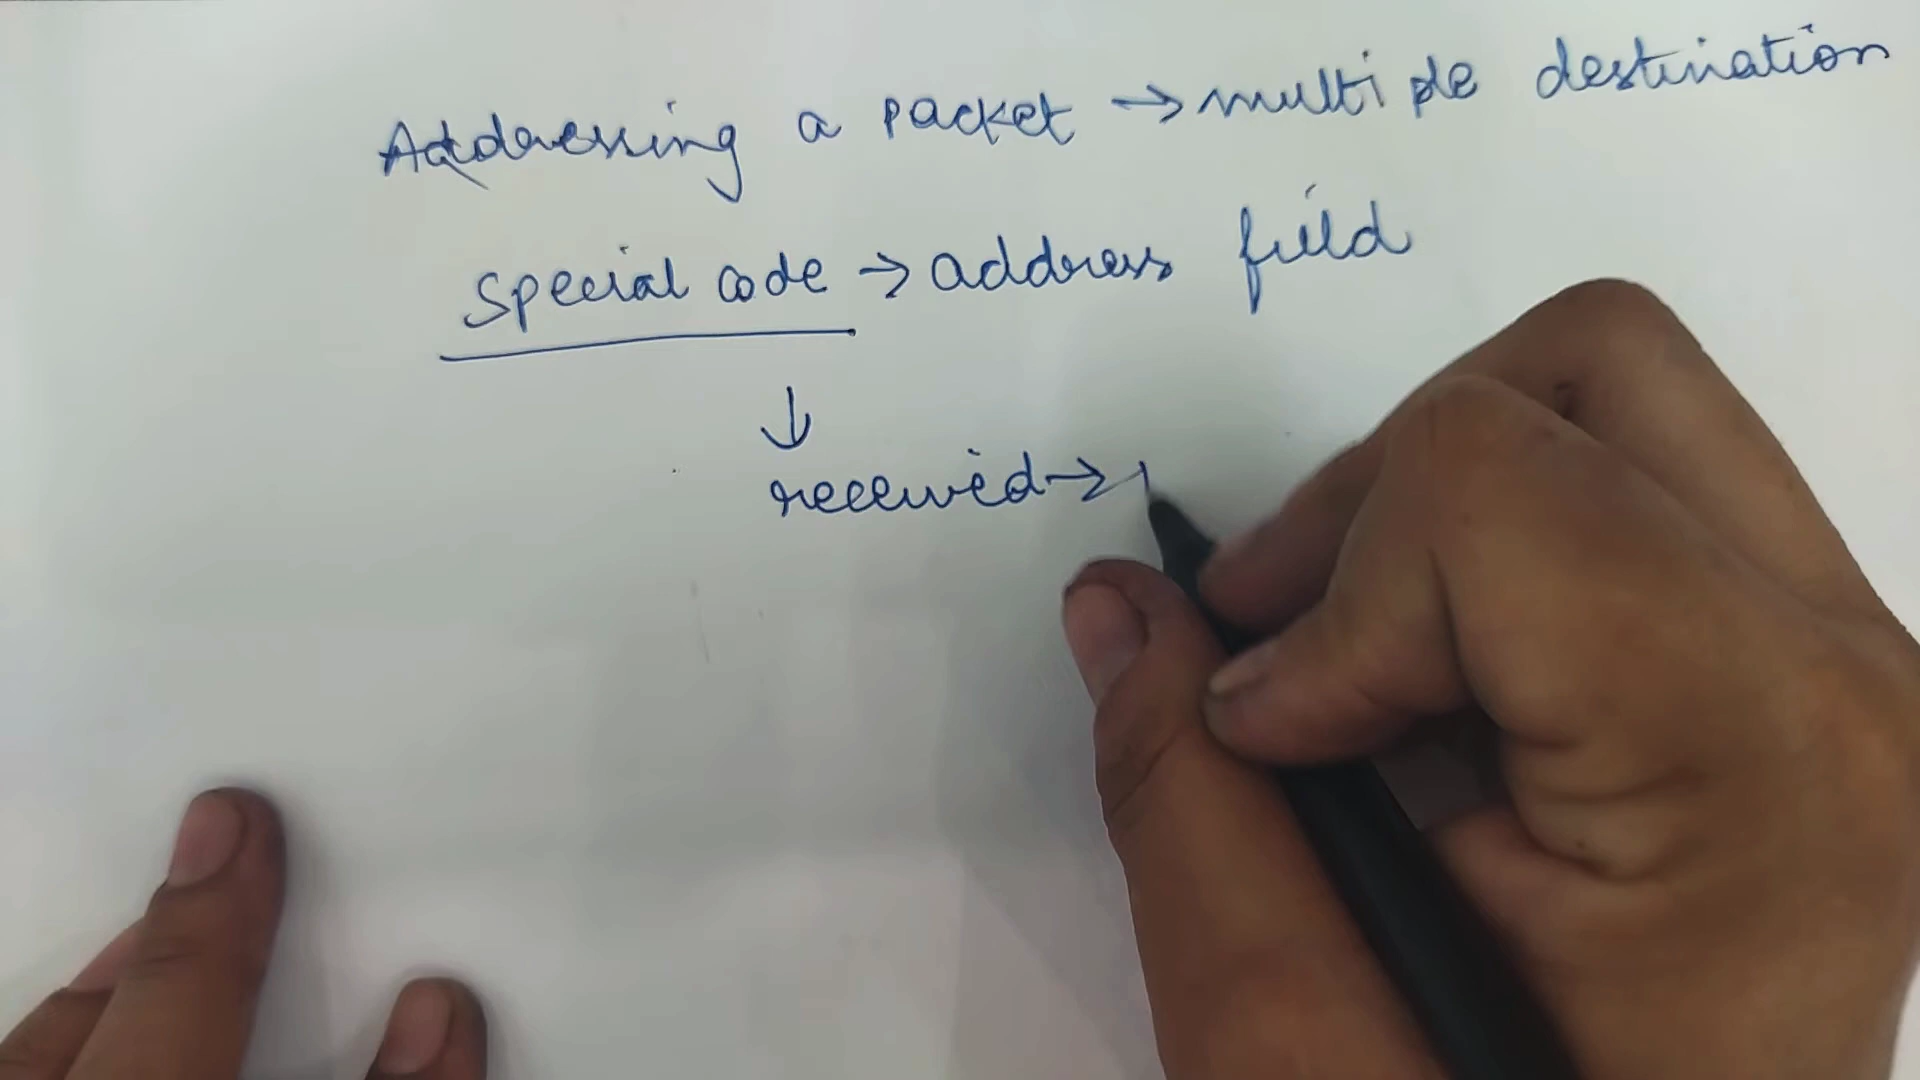 Addressing a packet → multiple destination
special code → address field
↓
received →